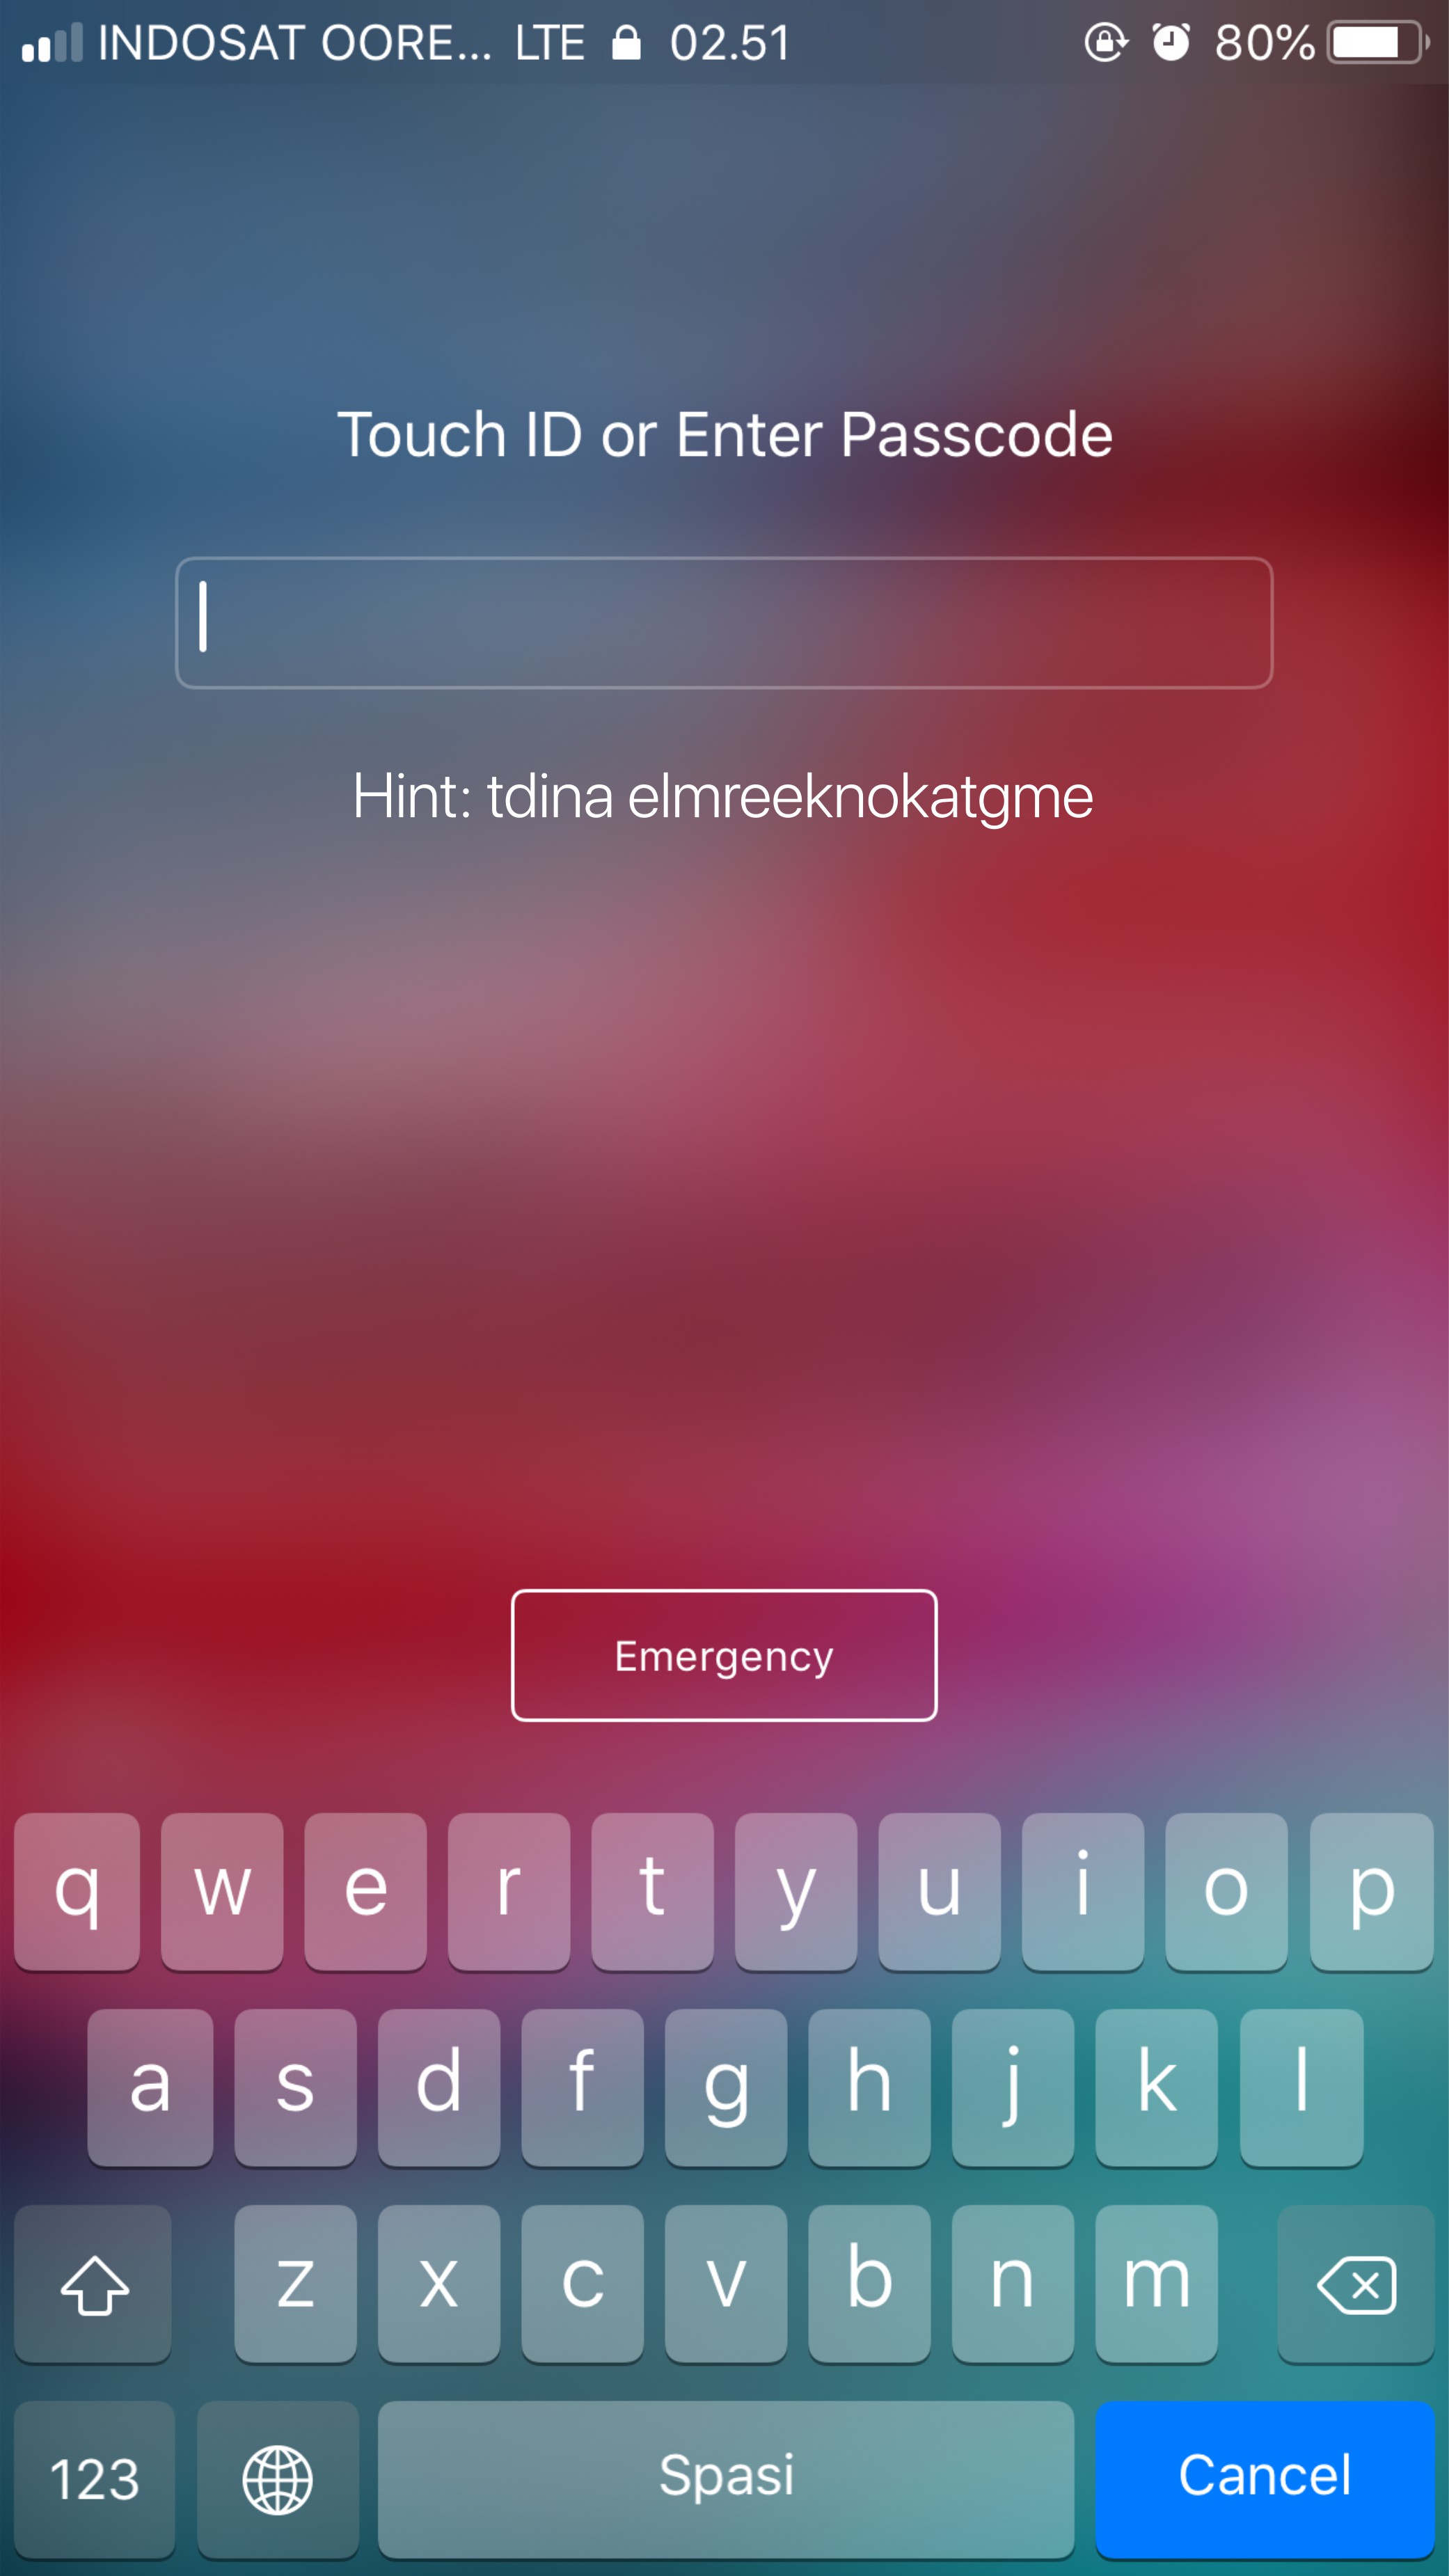 INDOSAT OORE... LTE 02.51 80%
Touch ID or Enter Passcode
Hint: tdina elmreeknokatgme
Emergency
q w e r t y u i o p
a s d f g h j k l
z x c v b n m
123 Spasi Cancel